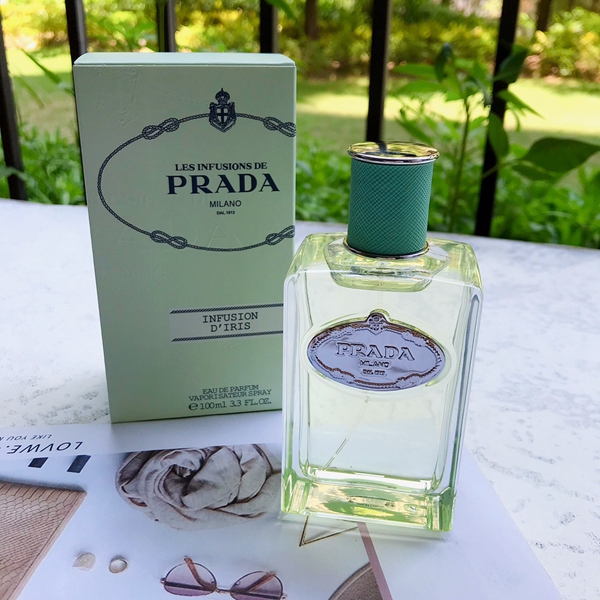 LES INFUSIONS DE
PRADA
MILANO
DAL 1913
INFUSION
D'IRIS
EAU DE PARFUM
VAPORISATEUR SPRAY
℮100ml 3.3 FL.OZ.
PRADA
MILANO
DAL 1913
LOVWE.
LIKE YOU